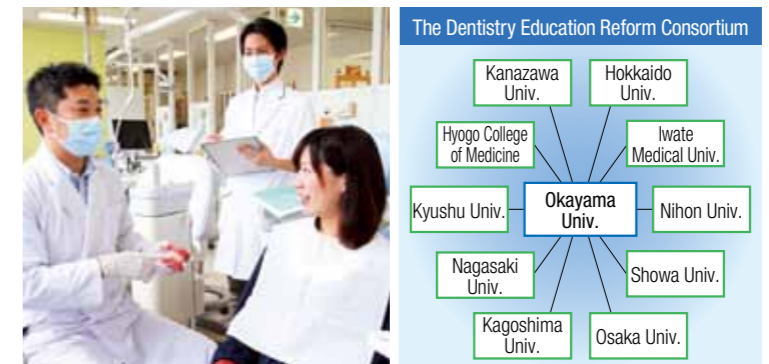 The Dentistry Education Reform Consortium
Kanazawa
Univ.
Hokkaido
Univ.
Hyogo College
of Medicine
Iwate
Medical Univ.
Kyushu Univ.
Okayama
Univ.
Nihon Univ.
Nagasaki
Univ.
Showa Univ.
Kagoshima
Univ.
Osaka Univ.